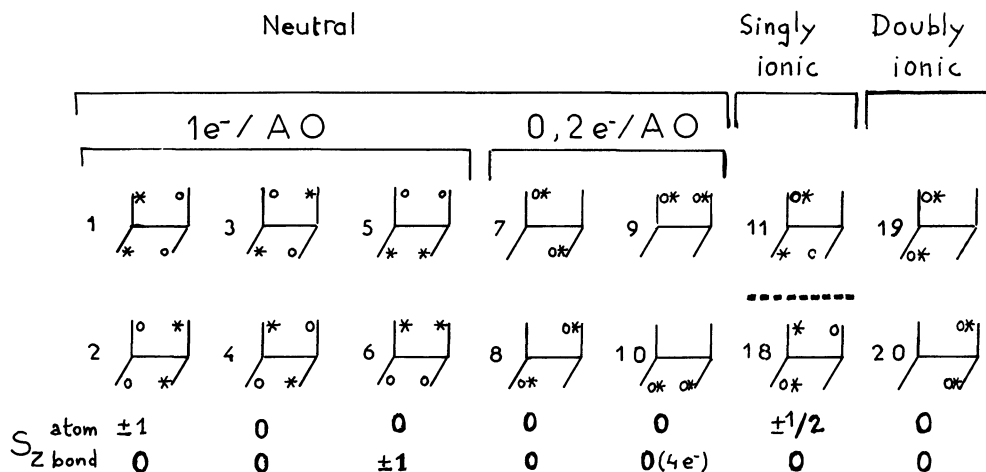 Neutral Singly ionic Doubly ionic
1e⁻/AO 0,2e⁻/AO
1 * o * o 3 o * * o 5 o o * * 7 o* o* 9 o* o* 11 o* * o 19 o* o*
2 o * o * 4 * o o * 6 * * o o 8 o* o* 10 o* o* 18 * o o* 20 o* o*
S_z atom ±1 0 0 0 0 ±1/2 0
bond 0 0 ±1 0 0(4e⁻) 0 0